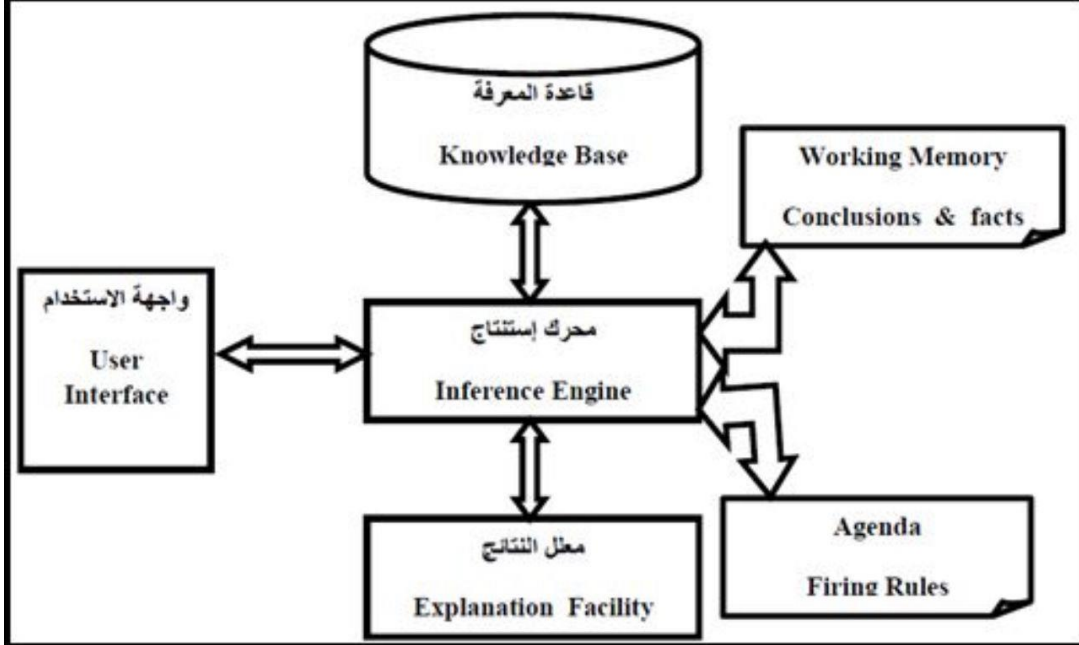 قاعدة المعرفة
Knowledge Base
Working Memory
Conclusions & facts
واجهة الاستخدام
User
Interface
محرك إستنتاج
Inference Engine
معلل النتائج
Explanation Facility
Agenda
Firing Rules